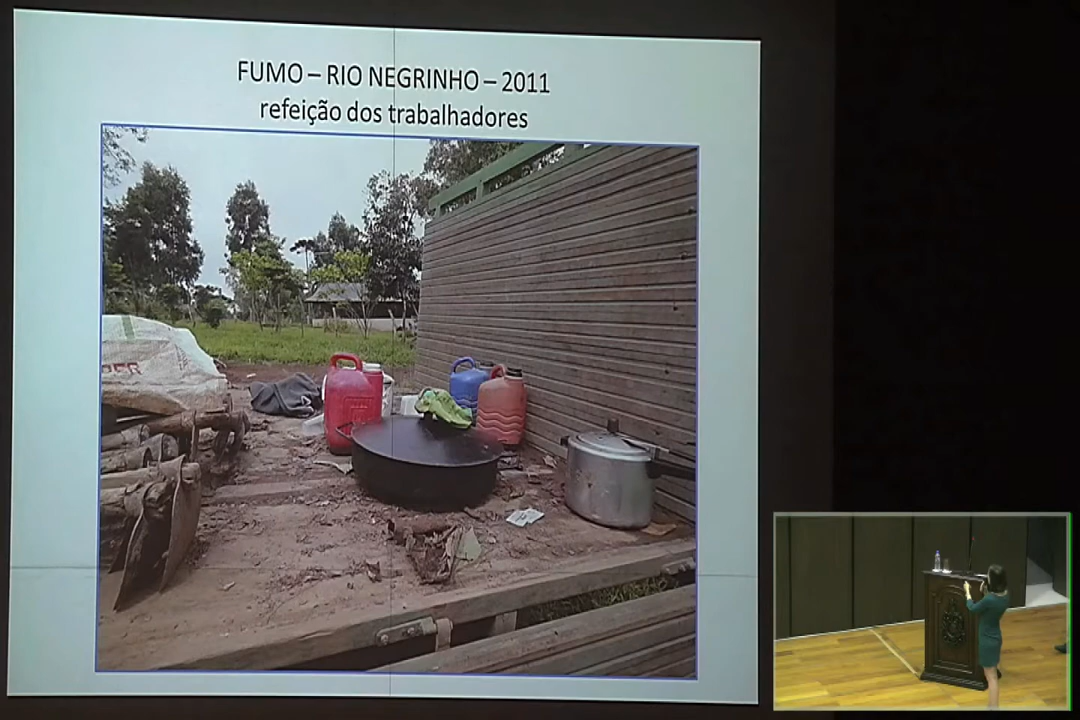 FUMO – RIO NEGRINHO – 2011
refeição dos trabalhadores